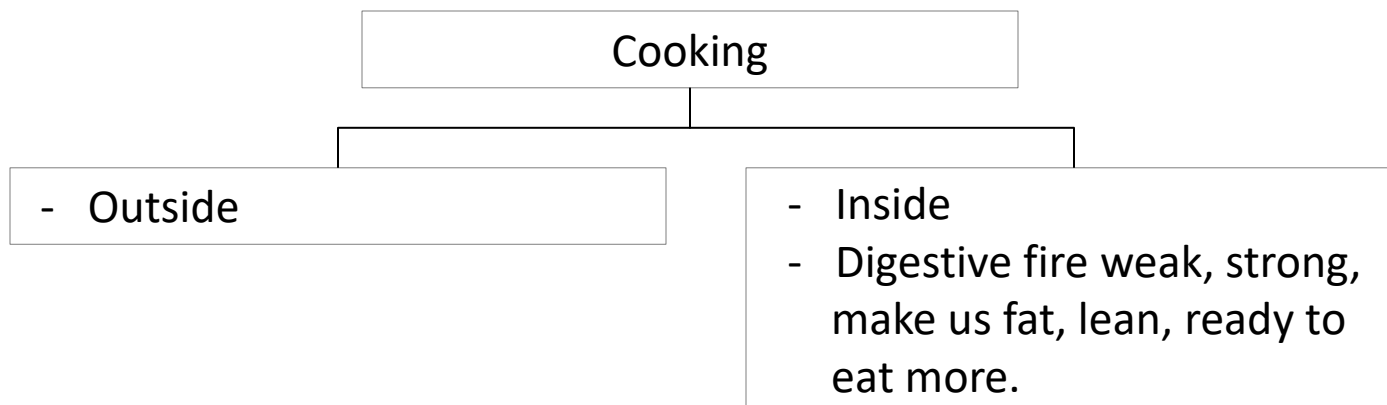 Cooking
- Outside
- Inside
- Digestive fire weak, strong,
make us fat, lean, ready to
eat more.